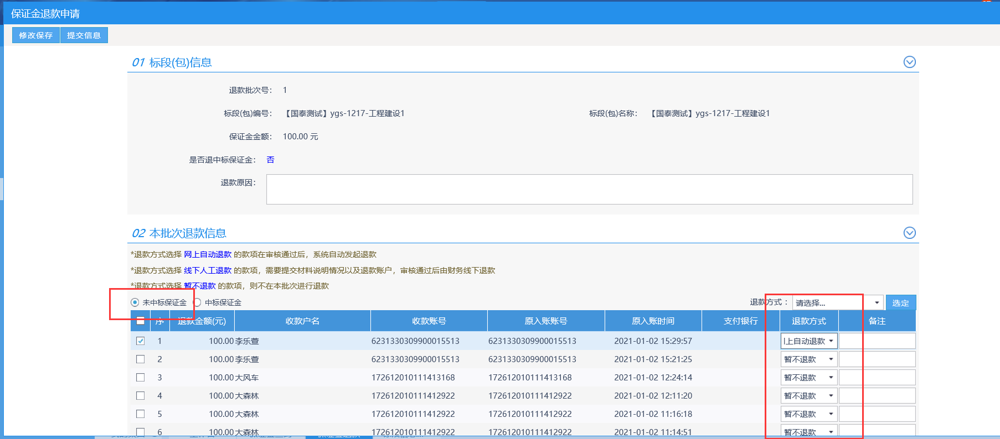 保证金退款申请
修改保存 提交信息
01 标段(包)信息
退款批次号： 1
标段(包)编号： 【国泰测试】ygs-1217-工程建设1 标段(包)名称： 【国泰测试】ygs-1217-工程建设1
保证金金额： 100.00 元
是否退中标保证金： 否
退款原因：
02 本批次退款信息
*退款方式选择 网上自动退款 的款项在审核通过后，系统自动发起退款
*退款方式选择 线下人工退款 的款项，需要提交材料说明情况以及退款账户，审核通过后由财务线下退款
*退款方式选择 暂不退款 的款项，则不在本批次进行退款
未中标保证金 中标保证金 退款方式： 请选择... 选定
序 退款金额(元) 收款户名 收款账号 原入账账号 原入账时间 支付银行 退款方式 备注
1 100.00 李乐萱 6231330309900015513 6231330309900015513 2021-01-02 15:29:57 上自动退款
2 100.00 李乐萱 6231330309900015513 6231330309900015513 2021-01-02 15:21:25 暂不退款
3 100.00 大风车 172612010111413168 172612010111413168 2021-01-02 12:24:14 暂不退款
4 100.00 大森林 172612010111412922 172612010111412922 2021-01-02 12:11:20 暂不退款
5 100.00 大森林 172612010111412922 172612010111412922 2021-01-02 11:16:18 暂不退款
6 100.00 大森林 172612010111412922 172612010111412922 2021-01-02 11:14:51 暂不退款